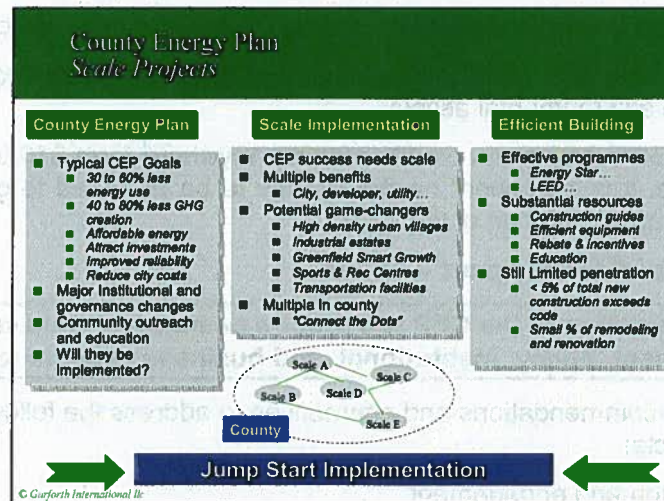 County Energy Plan
Scale Projects
County Energy Plan
Typical CEP Goals
30 to 60% less
energy use
40 to 80% less GHG
creation
Affordable energy
Attract investments
Improved reliability
Reduce city costs
Major Institutional and
governance changes
Community outreach
and education
Will they be
implemented?
Scale Implementation
CEP success needs scale
Multiple benefits
City, developer, utility...
Potential game-changers
High density urban villages
Industrial estates
Greenfield Smart Growth
Sports & Rec Centres
Transportation facilities
Multiple in county
"Connect the Dots"
Scale A
Scale C
Scale B
Scale D
Scale E
County
Efficient Building
Effective programmes
Energy Star...
LEED...
Substantial resources
Construction guides
Efficient equipment
Rebate & incentives
Education
Still Limited penetration
< 5% of total new
construction exceeds
code
Small % of remodeling
and renovation
Jump Start Implementation
© Garforth International llc